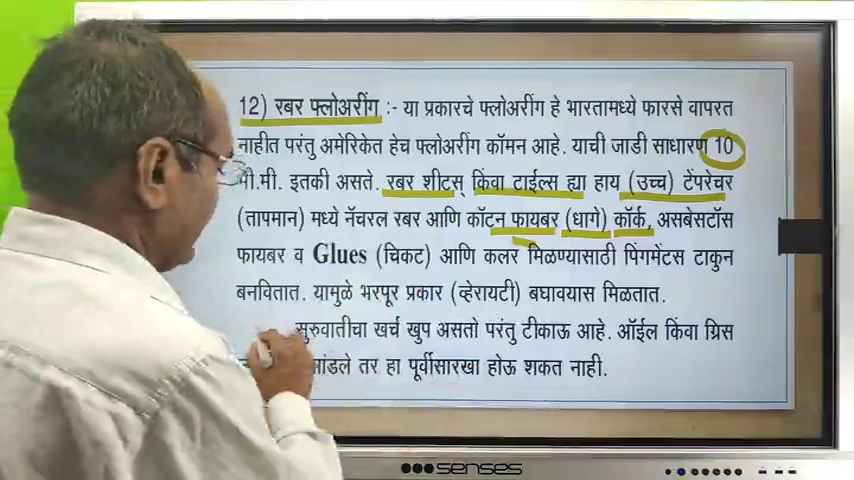 12) रबर फ्लोअरींग :- या प्रकारचे फ्लोअरींग हे भारतामध्ये फारसे वापरत
नाहीत परंतु अमेरिकेत हेच फ्लोअरींग कॉमन आहे. याची जाडी साधारण 10
मी.मी. इतकी असते. रबर शीटस् किंवा टाईल्स ह्या हाय (उच्च) टेंपरेचर
(तापमान) मध्ये नॅचरल रबर आणि कॉटन फायबर (धागे) कॉर्क, असबेसटॉस
फायबर व Glues (चिकट) आणि कलर मिळण्यासाठी पिंगमेंटस टाकुन
बनवितात. यामुळे भरपूर प्रकार (व्हेरायटी) बघावयास मिळतात.
सुरुवातीचा खर्च खुप असतो परंतु टीकाऊ आहे. ऑईल किंवा ग्रिस
सांडले तर हा पूर्वीसारखा होऊ शकत नाही.
senses